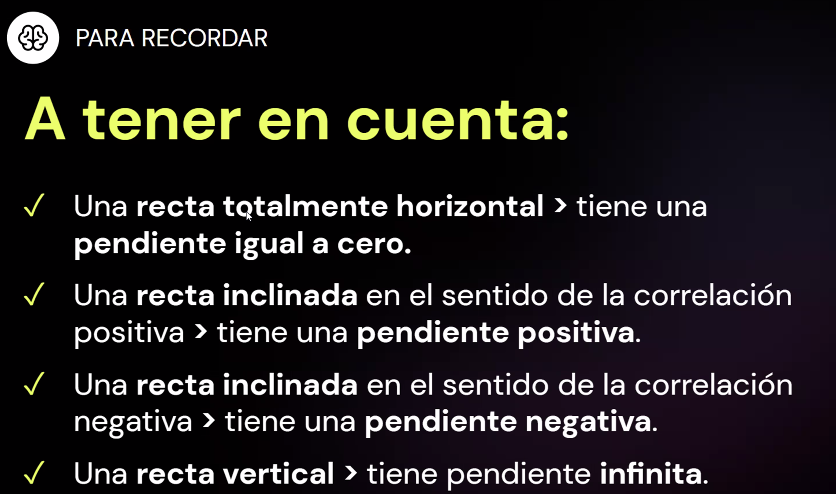 PARA RECORDAR
A tener en cuenta:
✓ Una recta totalmente horizontal > tiene una
pendiente igual a cero.
✓ Una recta inclinada en el sentido de la correlación
positiva > tiene una pendiente positiva.
✓ Una recta inclinada en el sentido de la correlación
negativa > tiene una pendiente negativa.
✓ Una recta vertical > tiene pendiente infinita.